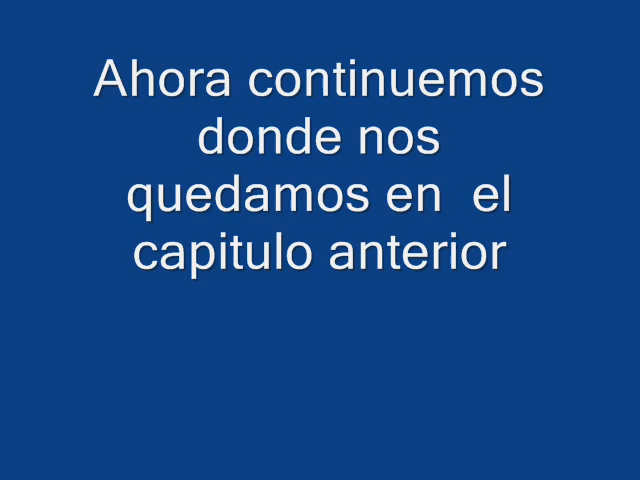 Ahora continuemos
donde nos
quedamos en  el
capitulo anterior